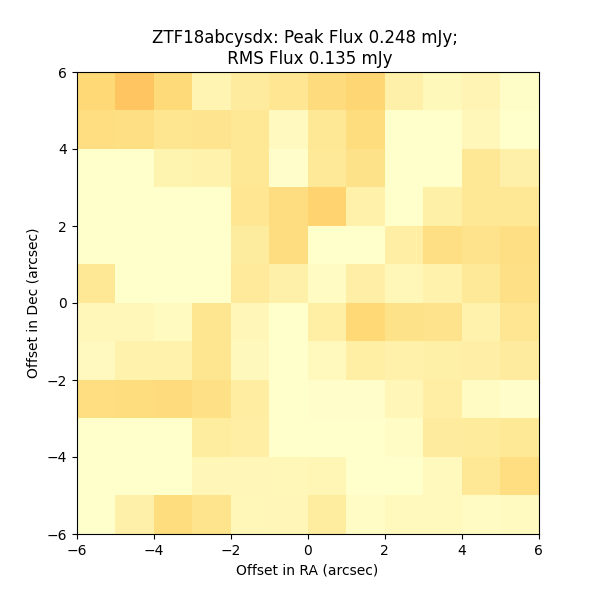 ZTF18abcysdx: Peak Flux 0.248 mJy;
RMS Flux 0.135 mJy
6
4
2
0
−2
−4
−6
Offset in Dec (arcsec)
−6 −4 −2 0 2 4 6
Offset in RA (arcsec)